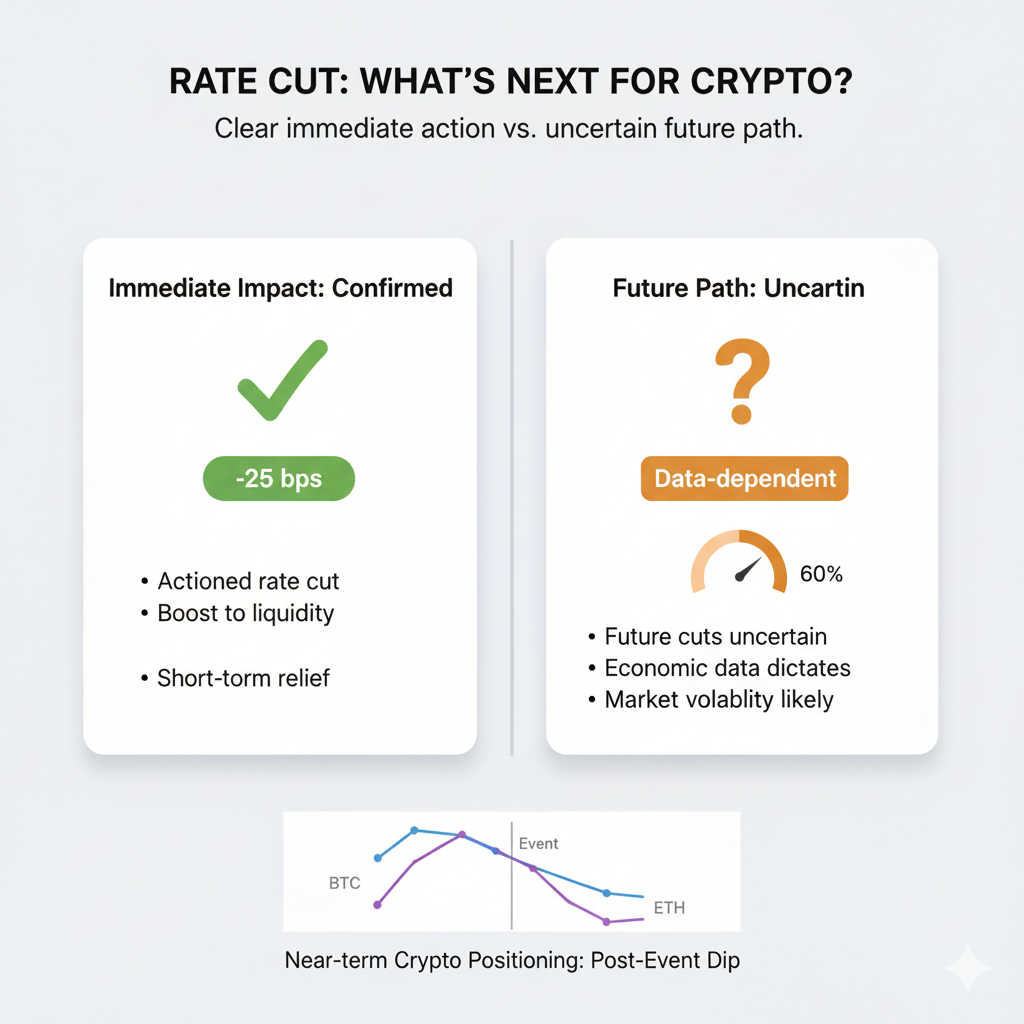 RATE CUT: WHAT'S NEXT FOR CRYPTO?
Clear immediate action vs. uncertain future path.
Immediate Impact: Confirmed
-25 bps
• Actioned rate cut
• Boost to liquidity
• Short-torm relief
Future Path: Uncartin
?
Data-dependent
60%
• Future cuts uncertain
• Economic data dictates
• Market volablity likely
Event
BTC
ETH
Near-term Crypto Positioning: Post-Event Dip